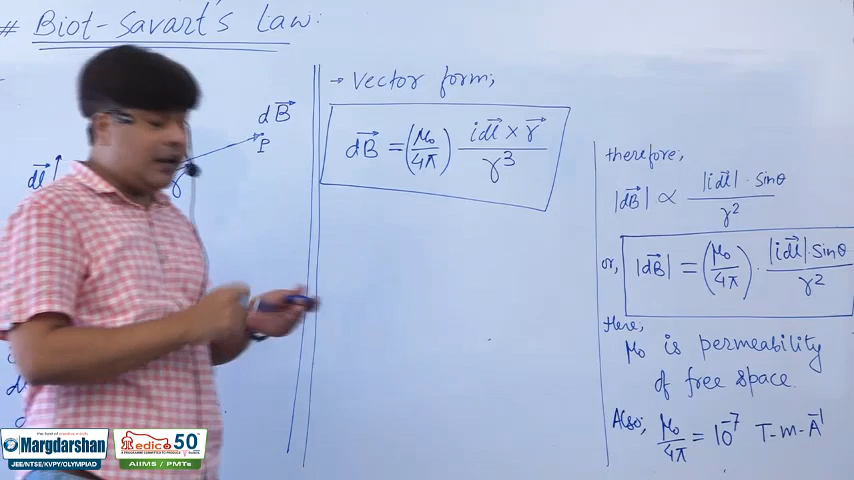 # Biot-Savart's Law:
dB⃗
P
dl⃗
r
→ Vector form;
dB⃗ = (μ₀/4π) idl⃗ × r⃗ / r³
therefore;
|dB⃗| ∝ |idl⃗| · sinθ / r²
or, |dB⃗| = (μ₀/4π) · |idl⃗| · sinθ / r²
Here,
μ₀ is permeability
of free space.
Also; μ₀/4π = 10⁻⁷ T-m-A⁻¹
Margdarshan
JEE/NTSE/KVPY/OLYMPIAD
Medico 50
AIIMS / PMTs